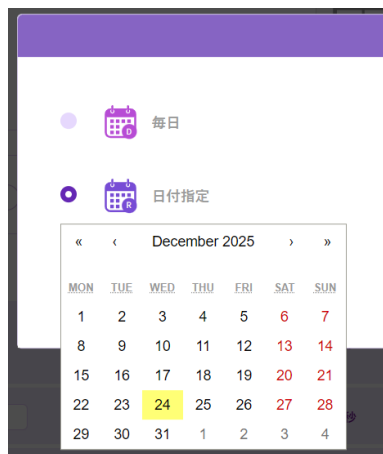 D
毎日
R
日付指定
« ‹ December 2025 › »
MON TUE WED THU FRI SAT SUN
1 2 3 4 5 6 7
8 9 10 11 12 13 14
15 16 17 18 19 20 21
22 23 24 25 26 27 28
秒
29 30 31 1 2 3 4